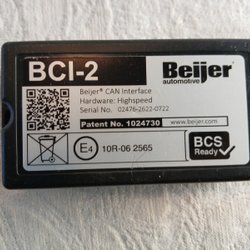 BCI-2
Beijer
automotive
Beijer® CAN Interface
Hardware: Highspeed
Serial No. 02476-2622-0722
Patent No. 1024730
www.beijer.com
E4
10R-06 2565
BCS
Ready